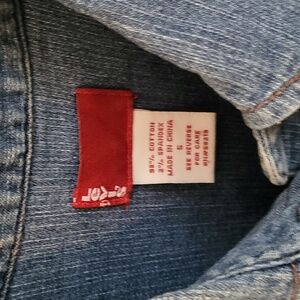 98% COTTON
2% SPANDEX
MADE IN CHINA
S
SEE REVERSE
FOR CARE